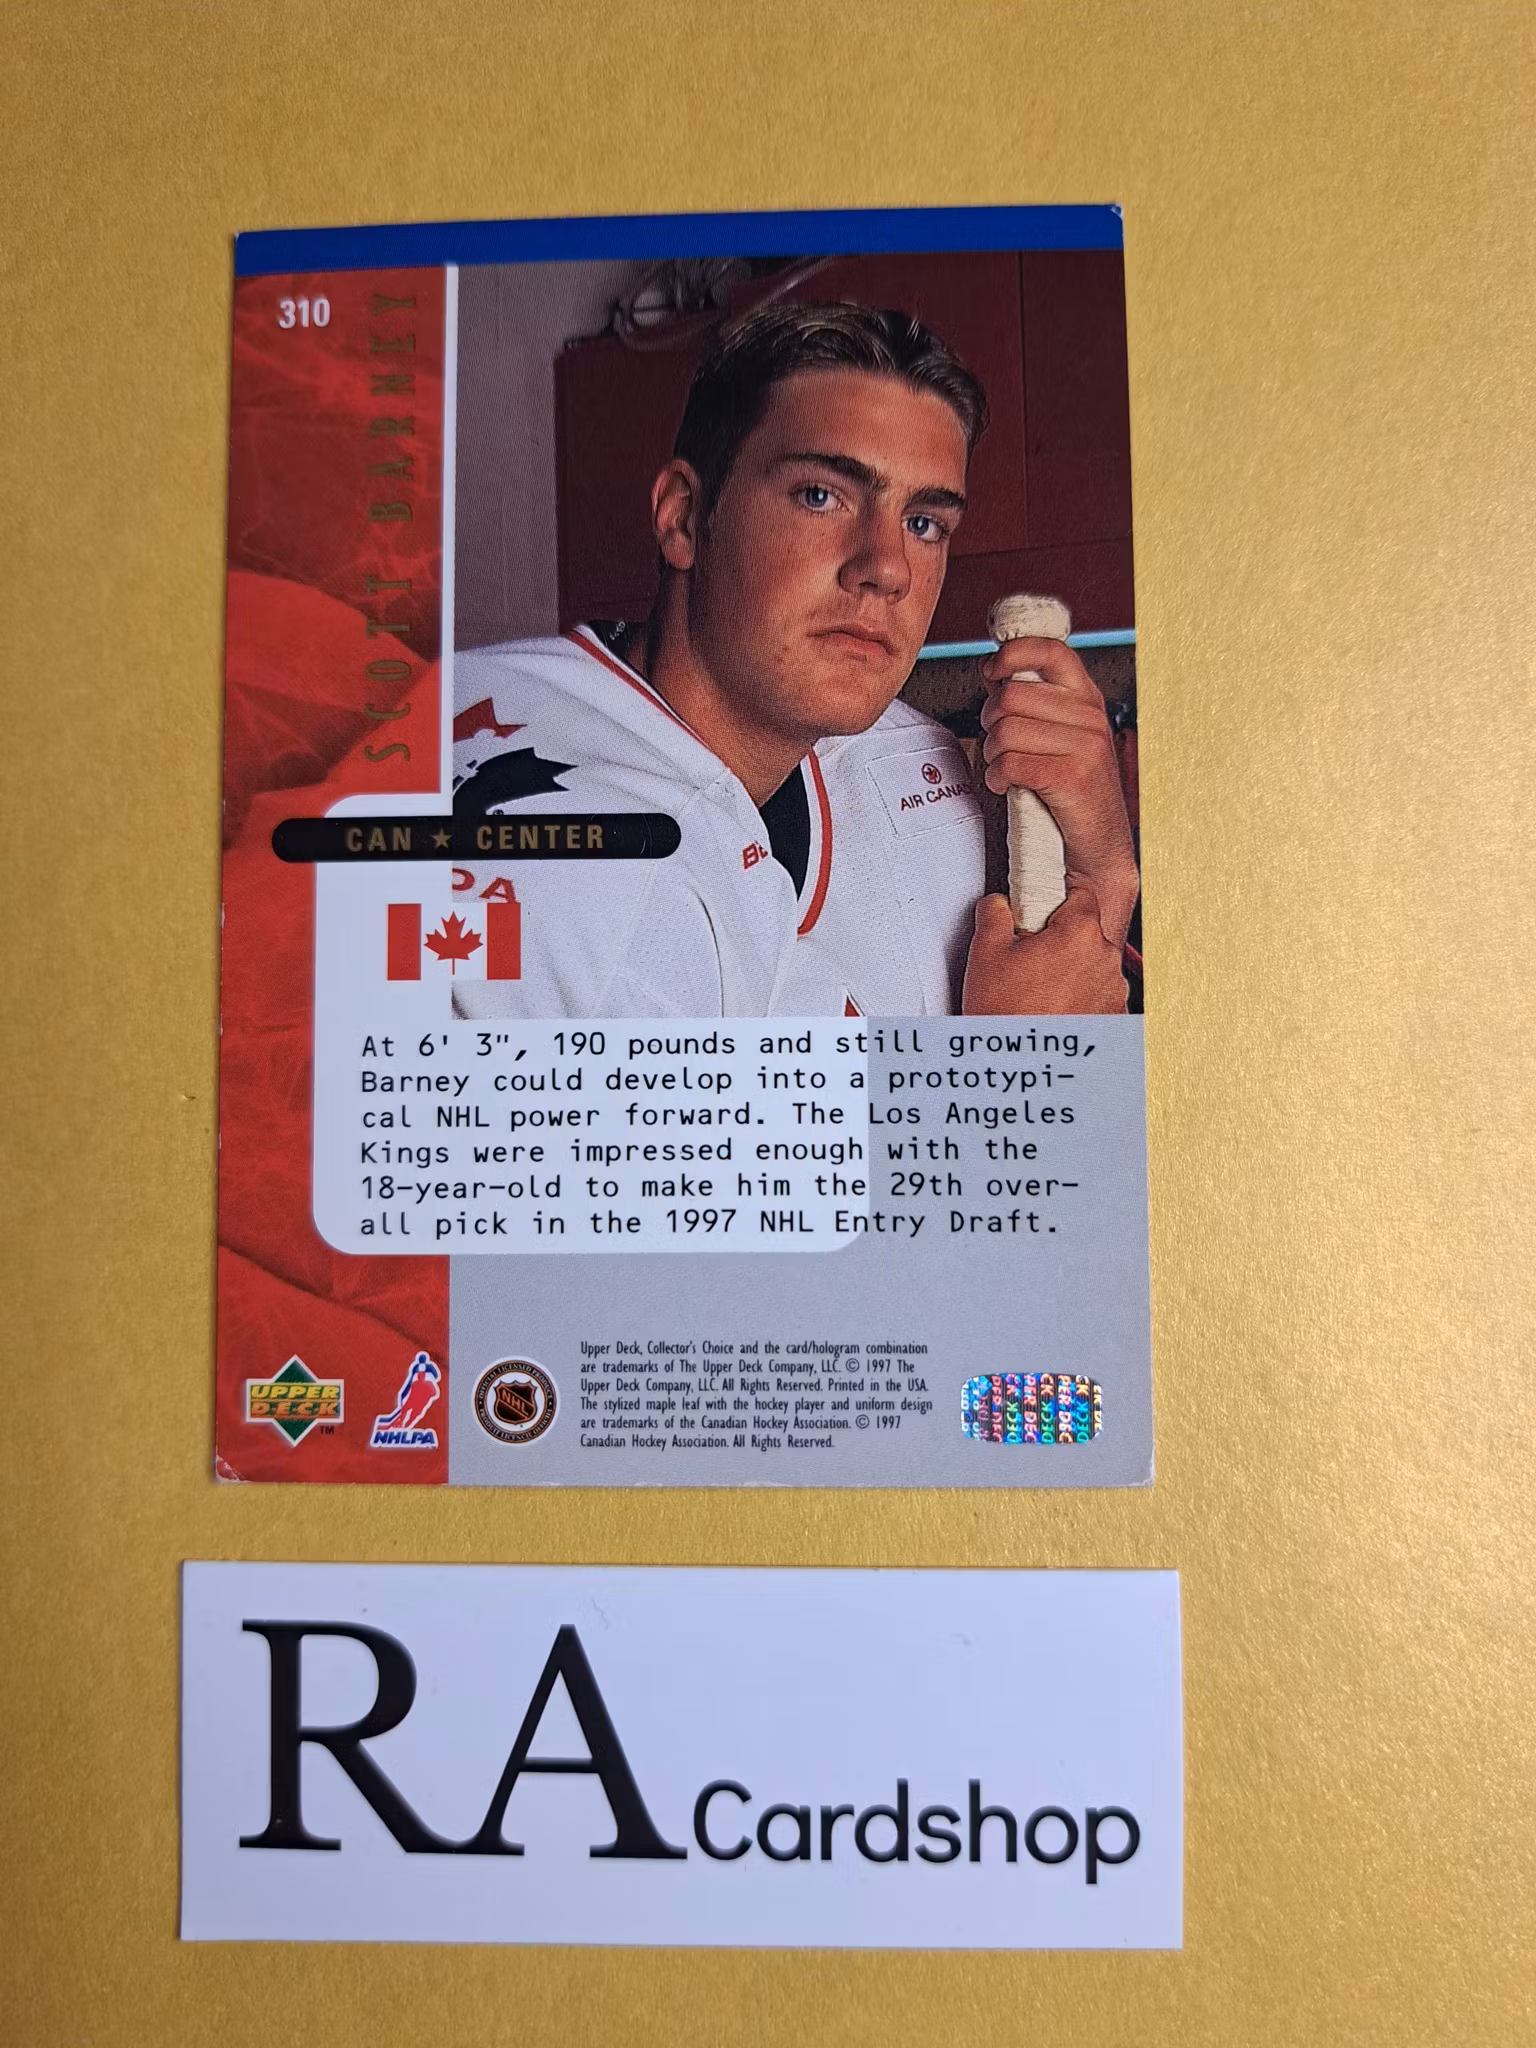 310
SCOTT BARNEY
AIR CANAD
CAN ★ CENTER
DA
At 6' 3", 190 pounds and still growing,
Barney could develop into a prototypi-
cal NHL power forward. The Los Angeles
Kings were impressed enough with the
18-year-old to make him the 29th over-
all pick in the 1997 NHL Entry Draft.
Upper Deck, Collector's Choice and the card/hologram combination
are trademarks of The Upper Deck Company, LLC. © 1997 The
Upper Deck Company, LLC. All Rights Reserved. Printed in the USA.
The stylized maple leaf with the hockey player and uniform design
are trademarks of the Canadian Hockey Association. © 1997
Canadian Hockey Association. All Rights Reserved.
UPPER
DECK™
NHLPA
NHL
RA Cardshop